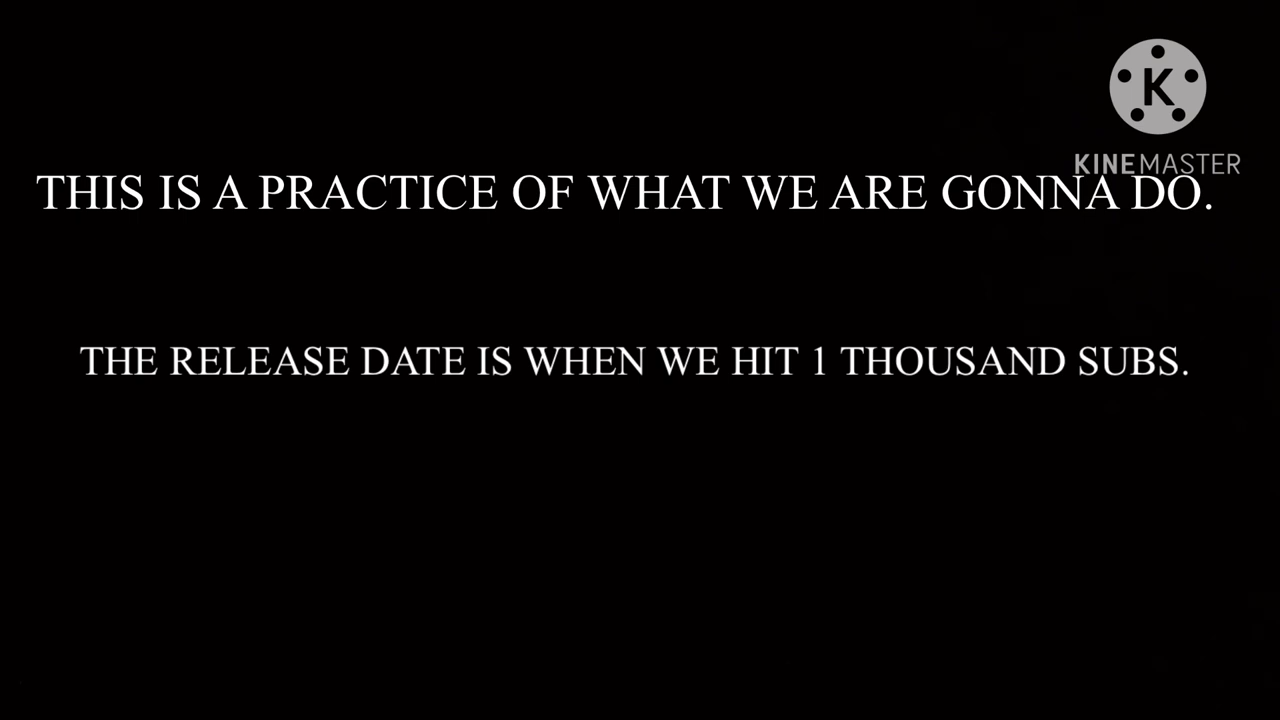 K
KINEMASTER
THIS IS A PRACTICE OF WHAT WE ARE GONNA DO.
THE RELEASE DATE IS WHEN WE HIT 1 THOUSAND SUBS.